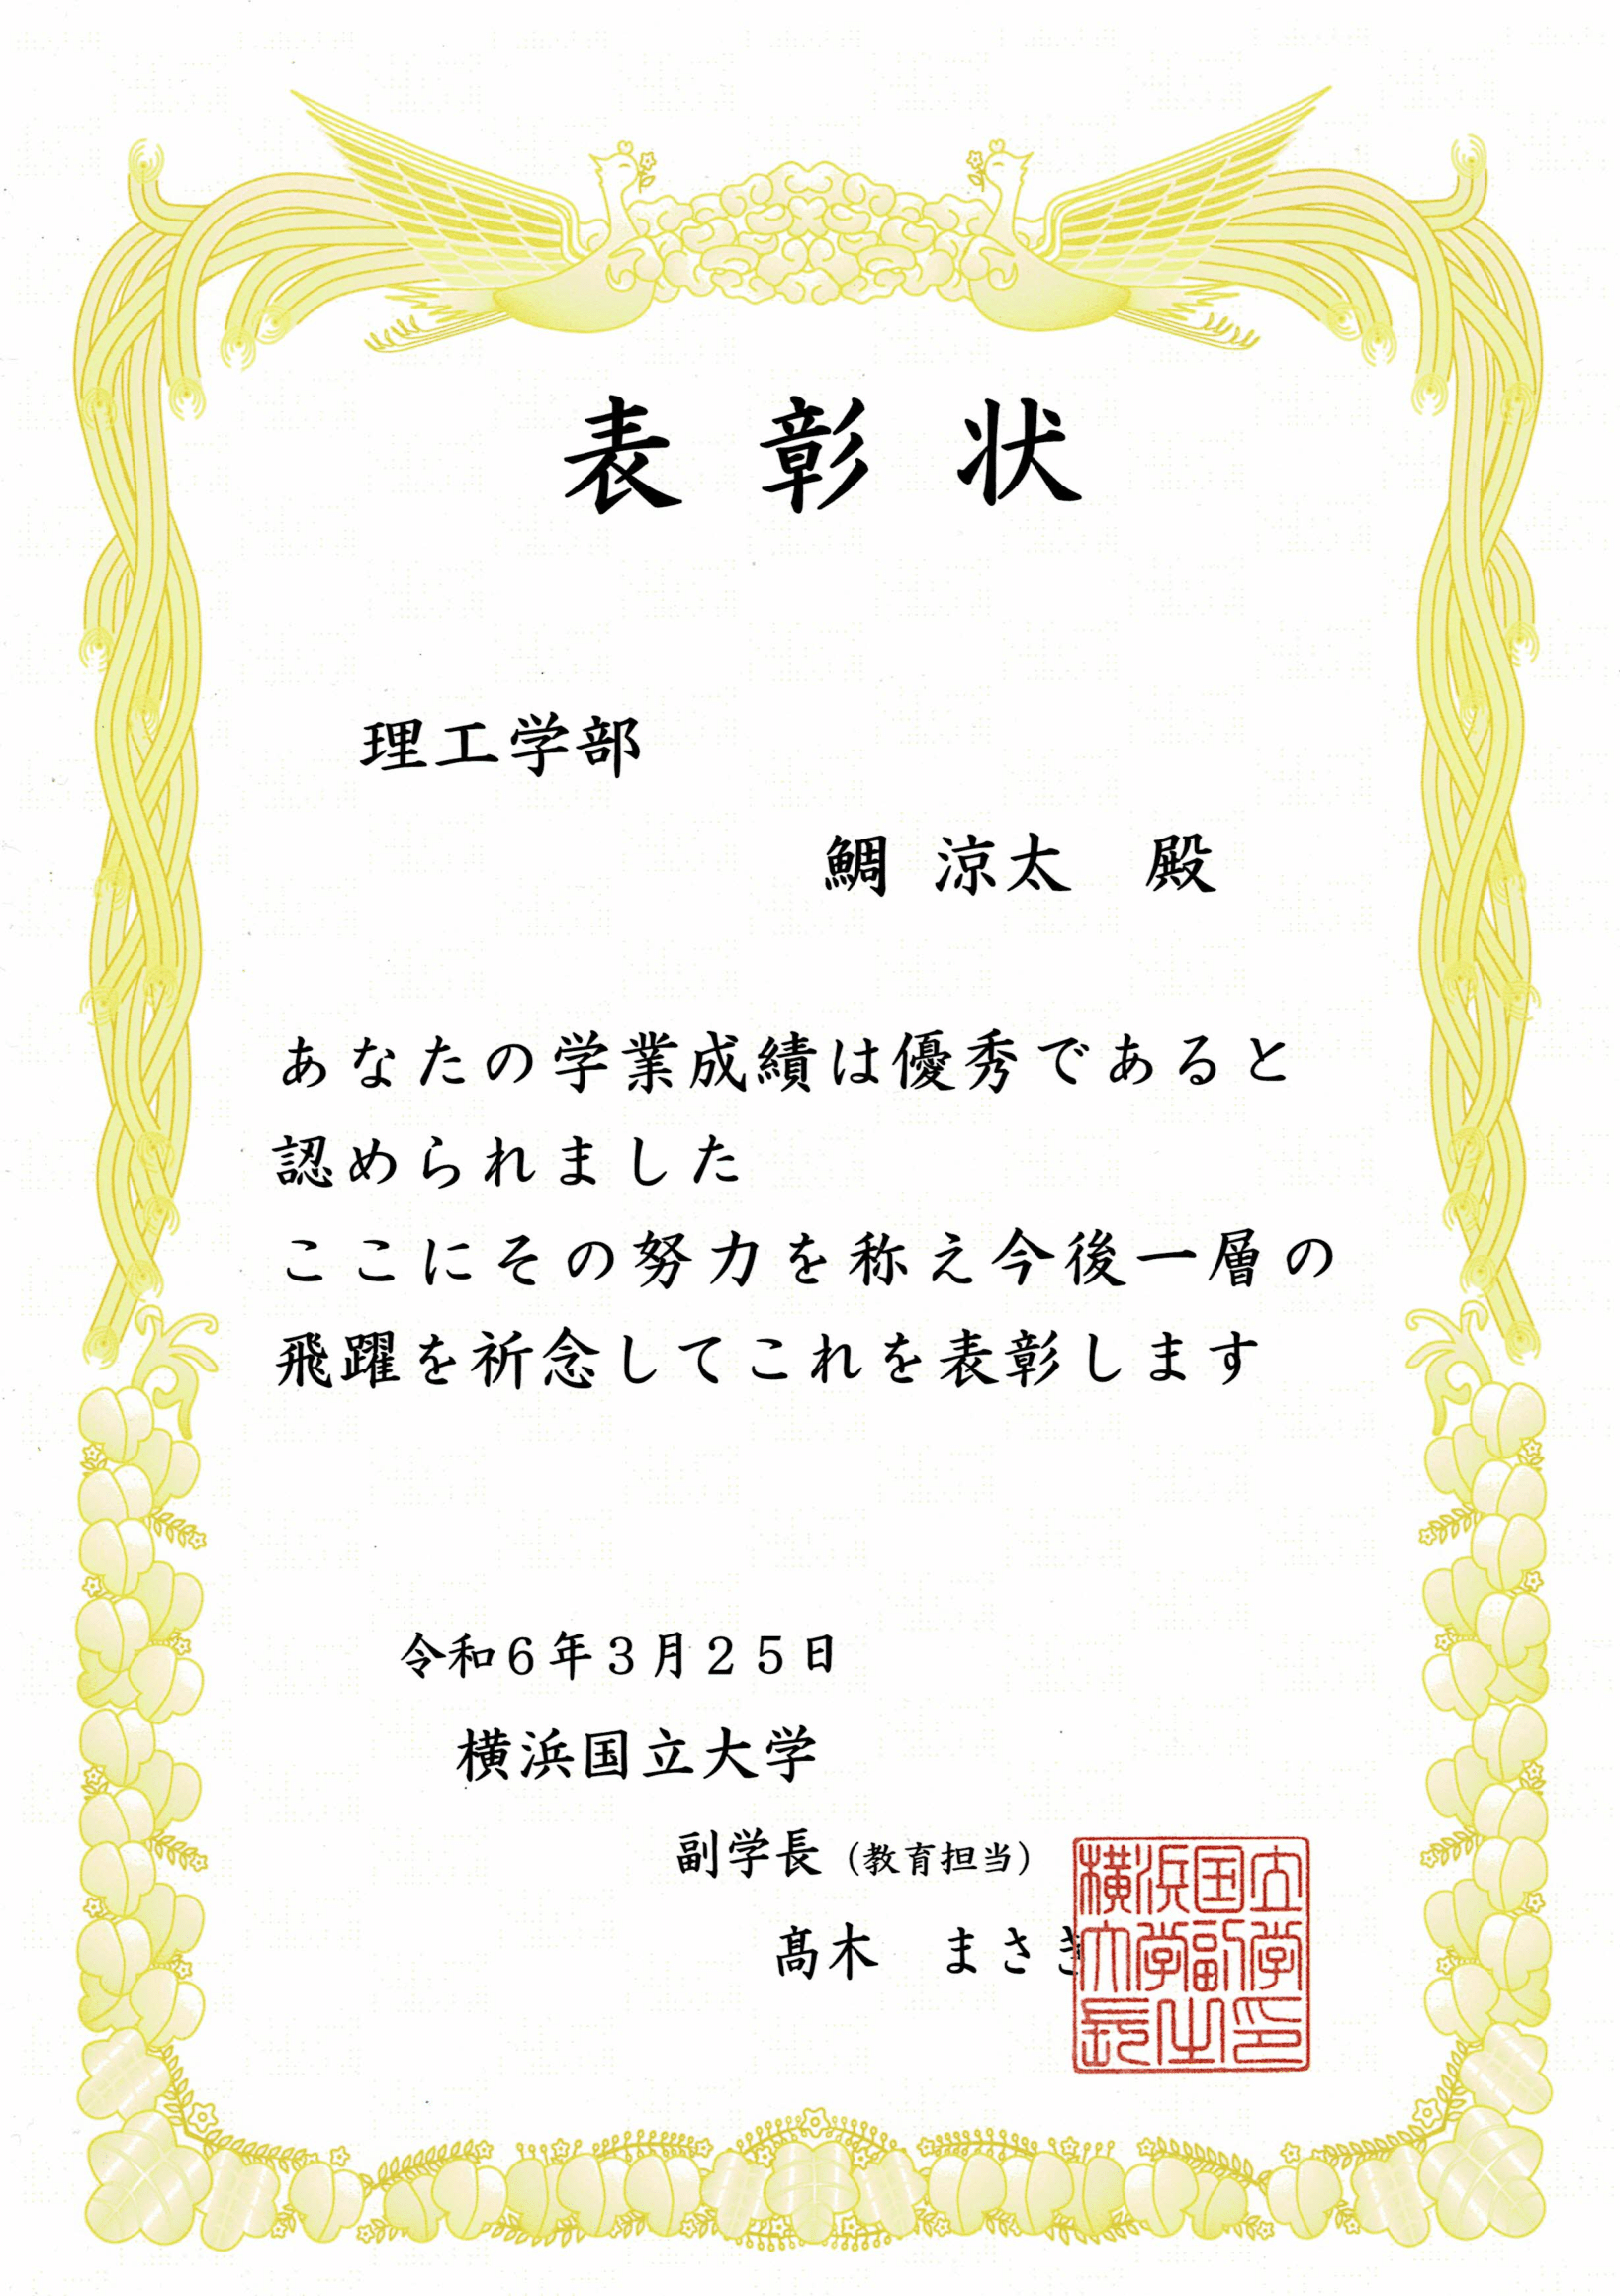 表彰状
理工学部
鯛 涼太 殿
あなたの学業成績は優秀であると
認められました
ここにその努力を称え今後一層の
飛躍を祈念してこれを表彰します
令和6年3月25日
横浜国立大学
副学長（教育担当）
髙木 まさき
横浜国立
大学副学
長之印